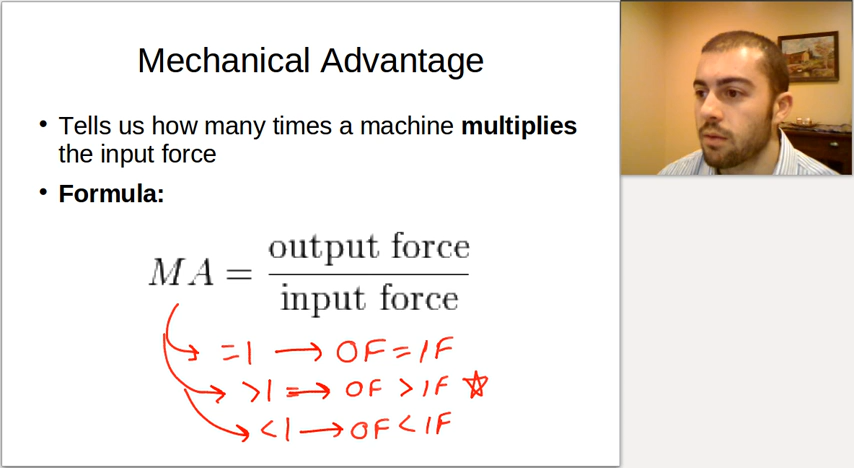 Mechanical Advantage
• Tells us how many times a machine multiplies
the input force
• Formula:
MA = output force / input force
=1 → OF=IF
>1 ⇒ OF>IF ☆
<1 → OF<IF